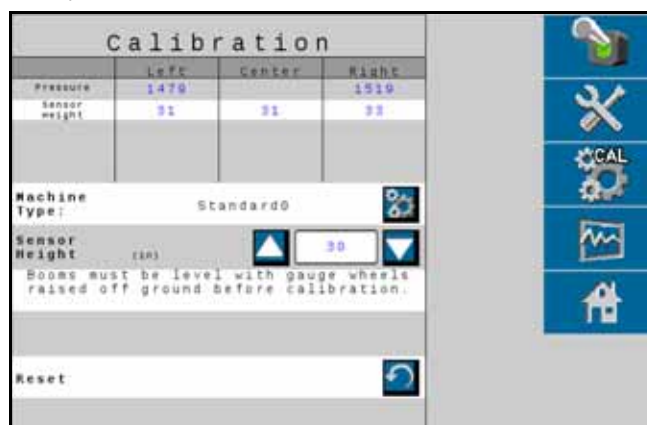 Calibration
Left Center Right
Pressure 1479 1519
Sensor
Height 31 31 33
Machine
Type: Standard0
Sensor
Height (in) 30
Booms must be level with gauge wheels
raised off ground before calibration.
Reset
CAL